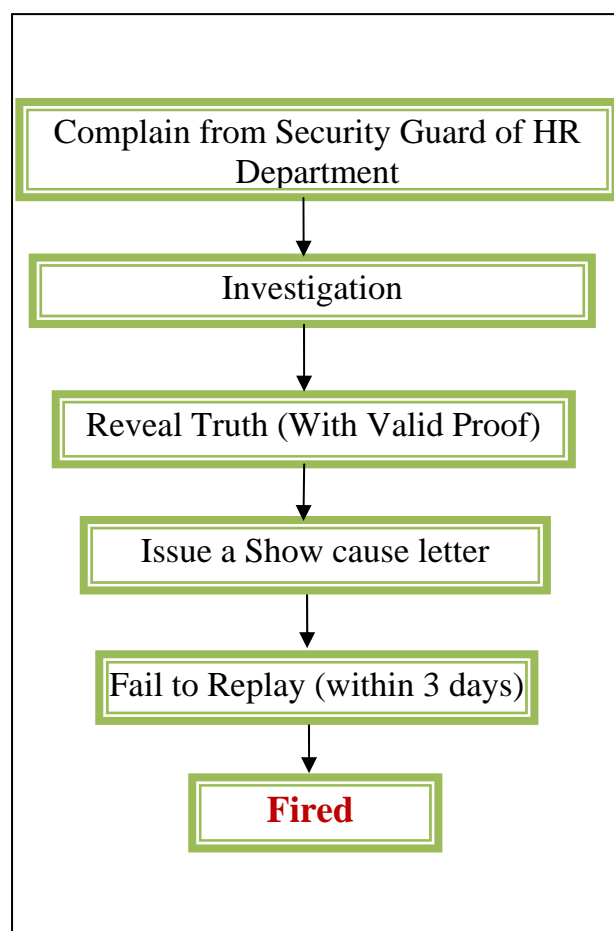 Complain from Security Guard of HR
Department
Investigation
Reveal Truth (With Valid Proof)
Issue a Show cause letter
Fail to Replay (within 3 days)
Fired